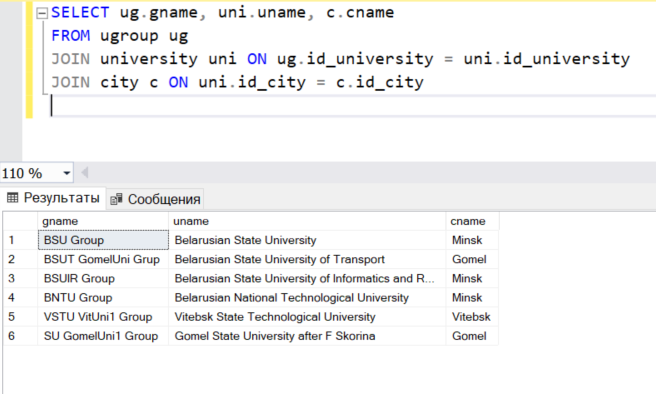 SELECT ug.gname, uni.uname, c.cname
FROM ugroup ug
JOIN university uni ON ug.id_university = uni.id_university
JOIN city c ON uni.id_city = c.id_city
110 %
Результаты Сообщения
gname uname cname
1 BSU Group Belarusian State University Minsk
2 BSUT GomelUni Grup Belarusian State University of Transport Gomel
3 BSUIR Group Belarusian State University of Informatics and R... Minsk
4 BNTU Group Belarusian National Technological University Minsk
5 VSTU VitUni1 Group Vitebsk State Technological University Vitebsk
6 SU GomelUni1 Group Gomel State University after F Skorina Gomel